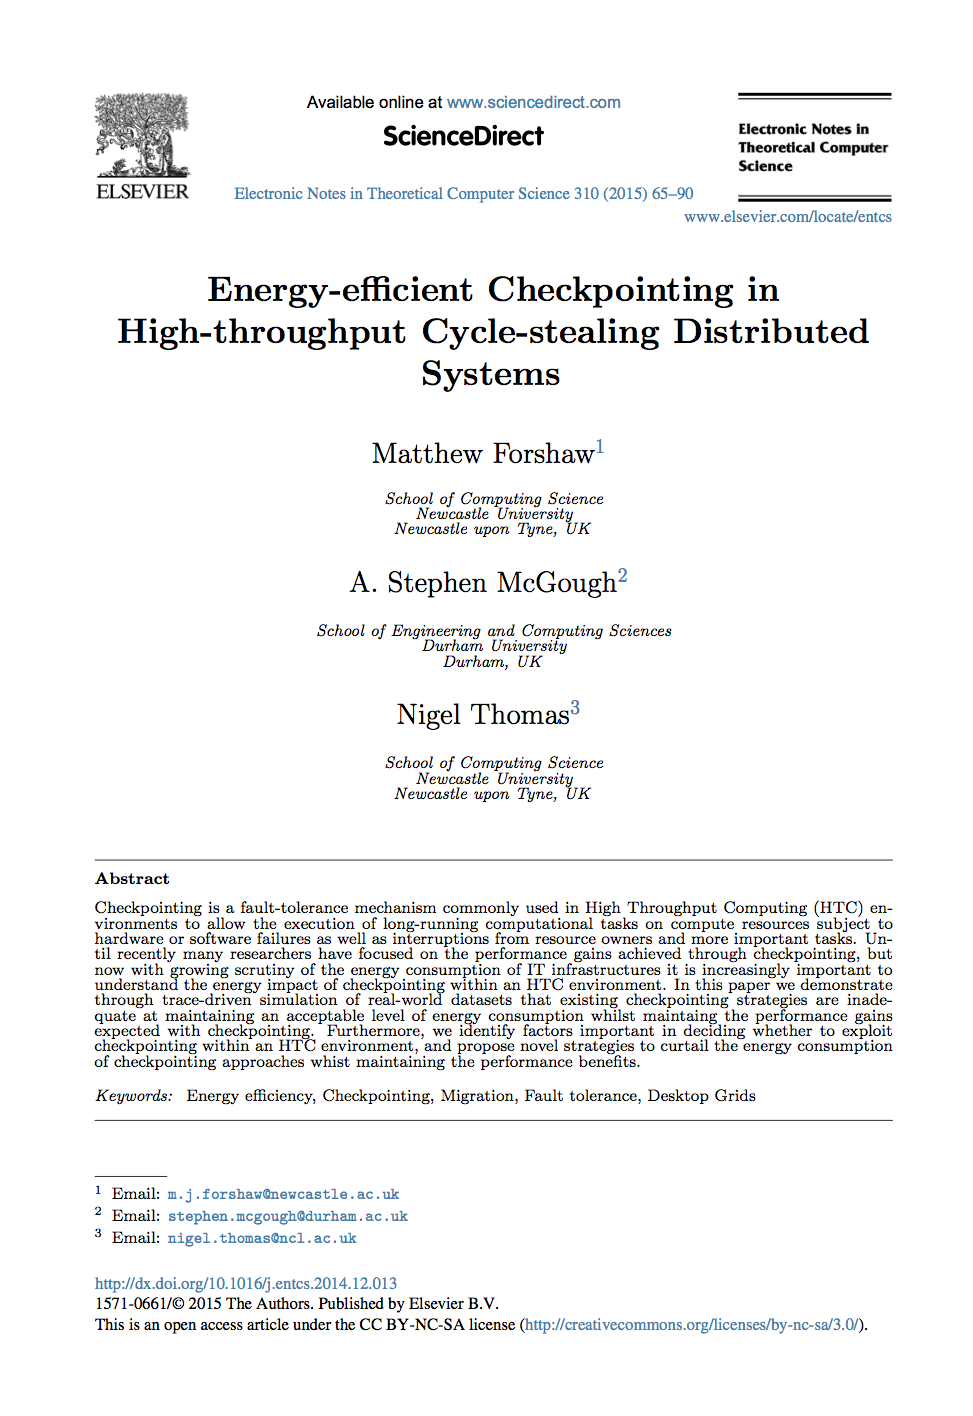 Available online at www.sciencedirect.com
ScienceDirect
Electronic Notes in
Theoretical Computer
Science
ELSEVIER
Electronic Notes in Theoretical Computer Science 310 (2015) 65–90
www.elsevier.com/locate/entcs
Energy-efficient Checkpointing in
High-throughput Cycle-stealing Distributed
Systems
Matthew Forshaw1
School of Computing Science
Newcastle University
Newcastle upon Tyne, UK
A. Stephen McGough2
School of Engineering and Computing Sciences
Durham University
Durham, UK
Nigel Thomas3
School of Computing Science
Newcastle University
Newcastle upon Tyne, UK
Abstract
Checkpointing is a fault-tolerance mechanism commonly used in High Throughput Computing (HTC) en-
vironments to allow the execution of long-running computational tasks on compute resources subject to
hardware or software failures as well as interruptions from resource owners and more important tasks. Un-
til recently many researchers have focused on the performance gains achieved through checkpointing, but
now with growing scrutiny of the energy consumption of IT infrastructures it is increasingly important to
understand the energy impact of checkpointing within an HTC environment. In this paper we demonstrate
through trace-driven simulation of real-world datasets that existing checkpointing strategies are inade-
quate at maintaining an acceptable level of energy consumption whilst maintaing the performance gains
expected with checkpointing. Furthermore, we identify factors important in deciding whether to exploit
checkpointing within an HTC environment, and propose novel strategies to curtail the energy consumption
of checkpointing approaches whist maintaining the performance benefits.
Keywords: Energy efficiency, Checkpointing, Migration, Fault tolerance, Desktop Grids
1 Email: m.j.forshaw@newcastle.ac.uk
2 Email: stephen.mcgough@durham.ac.uk
3 Email: nigel.thomas@ncl.ac.uk
http://dx.doi.org/10.1016/j.entcs.2014.12.013
1571-0661/© 2015 The Authors. Published by Elsevier B.V.
This is an open access article under the CC BY-NC-SA license (http://creativecommons.org/licenses/by-nc-sa/3.0/).